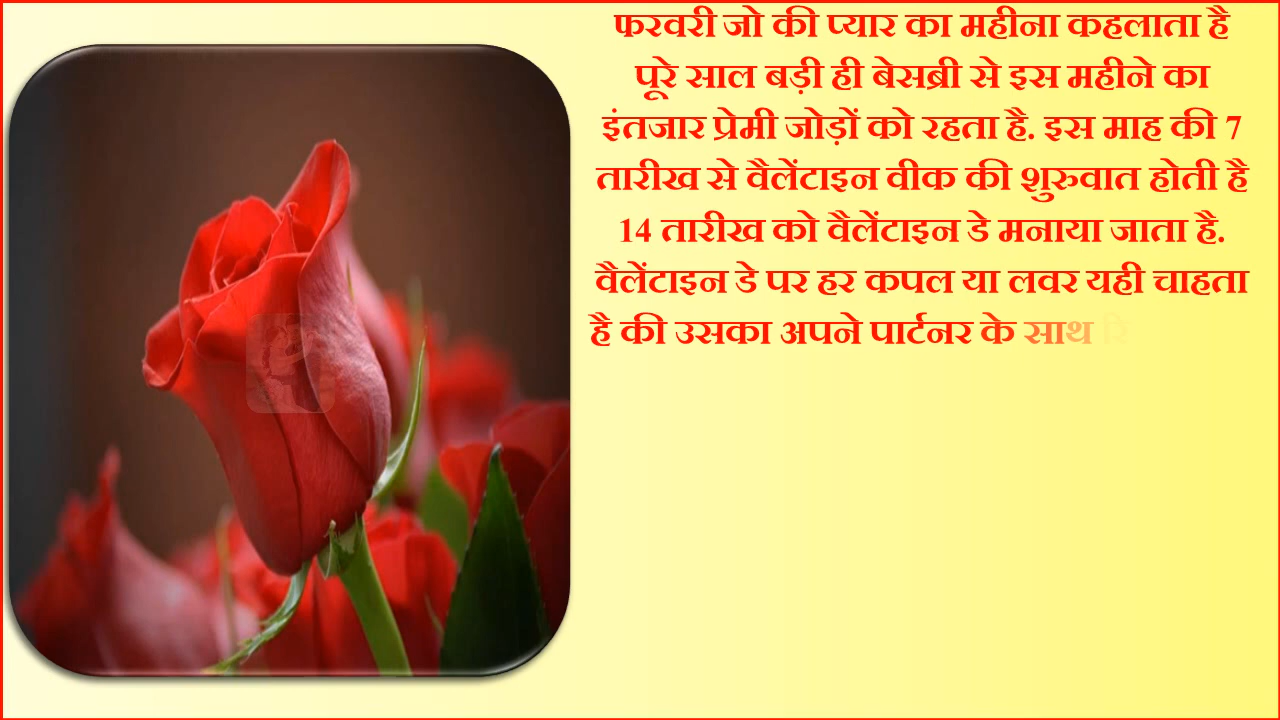 फरवरी जो की प्यार का महीना कहलाता है
पूरे साल बड़ी ही बेसब्री से इस महीने का
इंतजार प्रेमी जोड़ों को रहता है. इस माह की 7
तारीख से वैलेंटाइन वीक की शुरुवात होती है
14 तारीख को वैलेंटाइन डे मनाया जाता है.
वैलेंटाइन डे पर हर कपल या लवर यही चाहता
है की उसका अपने पार्टनर के साथ